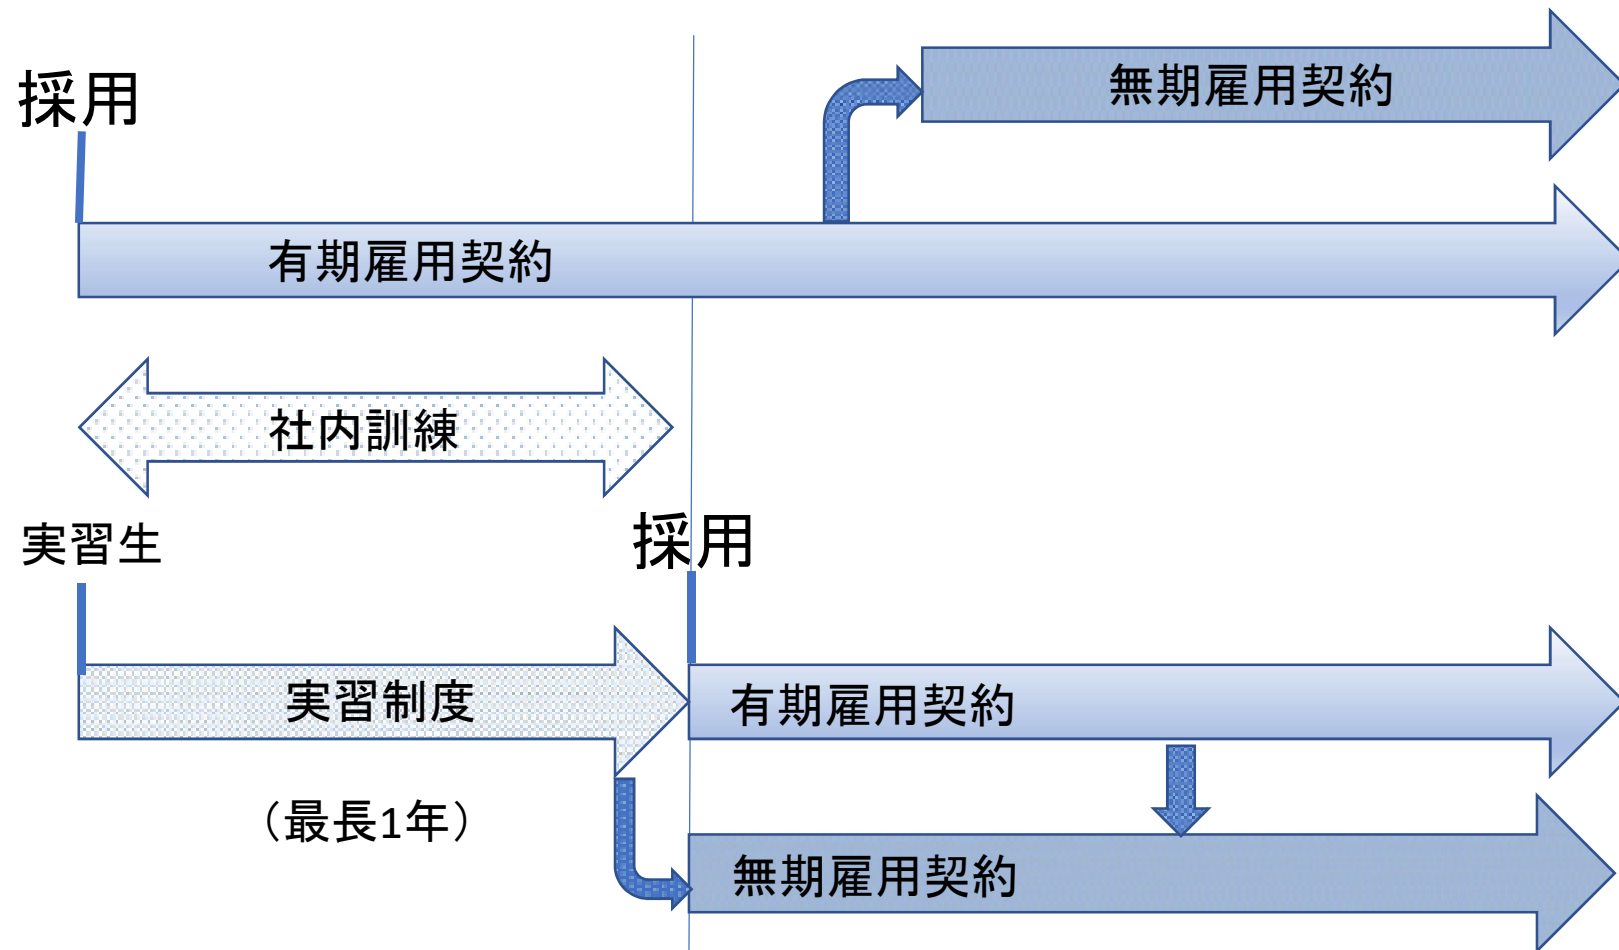 採用
無期雇用契約
有期雇用契約
社内訓練
実習生
採用
実習制度
有期雇用契約
（最長1年）
無期雇用契約